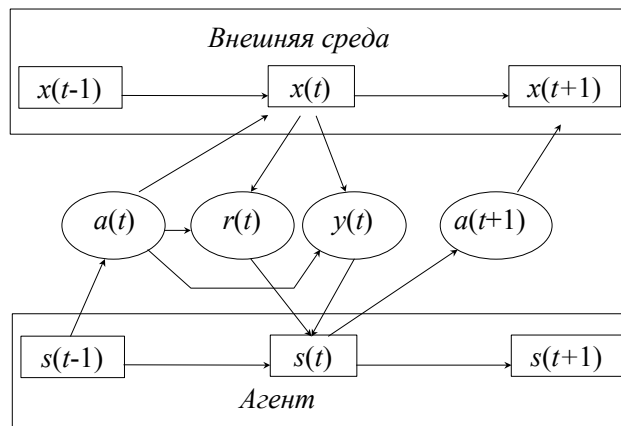 Внешняя среда
x(t-1) x(t) x(t+1)
a(t) r(t) y(t) a(t+1)
s(t-1) s(t) s(t+1)
Агент